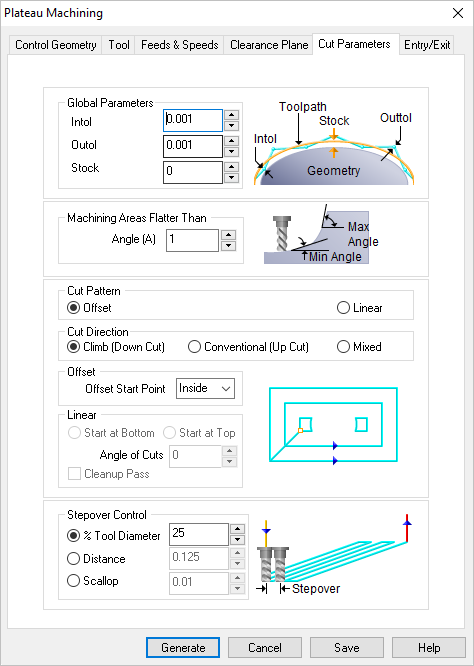 Plateau Machining
Control Geometry Tool Feeds & Speeds Clearance Plane Cut Parameters Entry/Exit
Global Parameters
Intol 0.001
Outol 0.001
Stock 0
Toolpath
Stock
Outtol
Intol
Geometry
Machining Areas Flatter Than
Angle (A) 1
Max
Angle
Min Angle
Cut Pattern
Offset Linear
Cut Direction
Climb (Down Cut) Conventional (Up Cut) Mixed
Offset
Offset Start Point Inside
Linear
Start at Bottom Start at Top
Angle of Cuts 0
Cleanup Pass
Stepover Control
% Tool Diameter 25
Distance 0.125
Scallop 0.01
Stepover
Generate Cancel Save Help